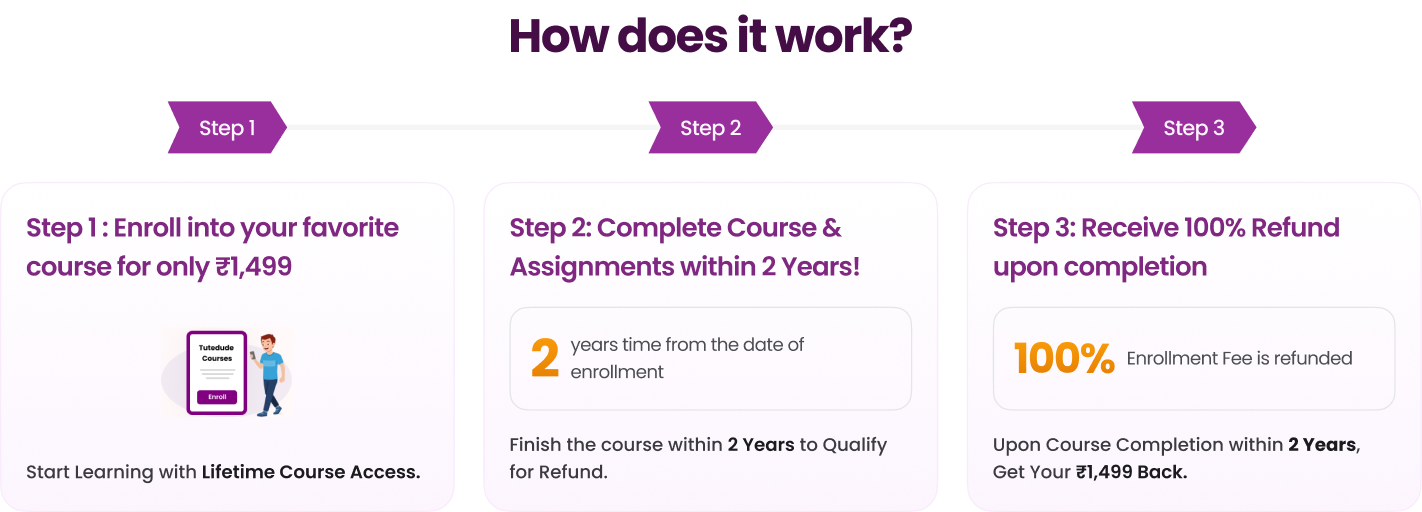 How does it work?
Step 1
Step 2
Step 3
Step 1 : Enroll into your favorite
course for only ₹1,499
Tutedude
Courses
Enroll
Start Learning with Lifetime Course Access.
Step 2: Complete Course &
Assignments within 2 Years!
2 years time from the date of
enrollment
Finish the course within 2 Years to Qualify
for Refund.
Step 3: Receive 100% Refund
upon completion
100% Enrollment Fee is refunded
Upon Course Completion within 2 Years,
Get Your ₹1,499 Back.